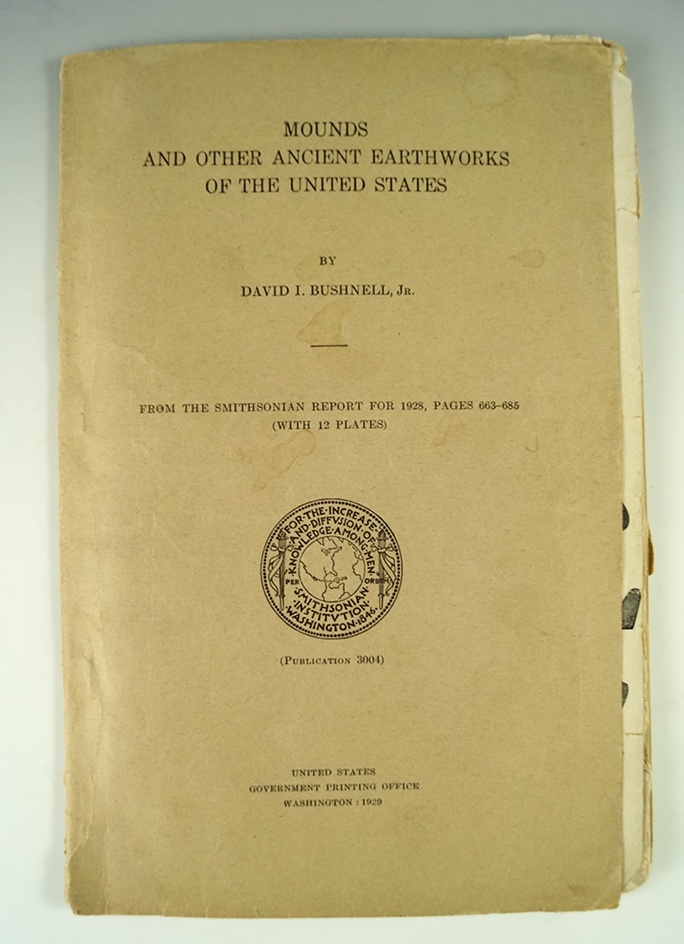 MOUNDS
AND OTHER ANCIENT EARTHWORKS
OF THE UNITED STATES
BY
DAVID I. BUSHNELL, JR.
FROM THE SMITHSONIAN REPORT FOR 1928, PAGES 663–685
(WITH 12 PLATES)
FOR·THE·INCREASE
·AND·DIFFVSION·OF·
KNOWLEDGE·AMONG·MEN
PER ORBEM
·SMITHSONIAN·
·INSTITVTION·
·WASHINGTON·1846·
(PUBLICATION 3004)
UNITED STATES
GOVERNMENT PRINTING OFFICE
WASHINGTON : 1929